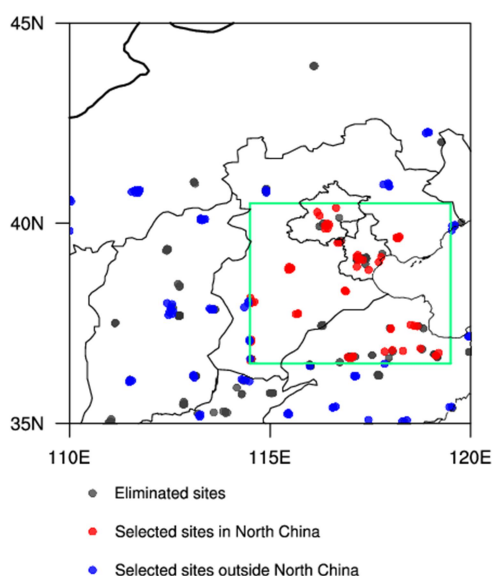 45N
40N
35N
110E
115E
120E
Eliminated sites
Selected sites in North China
Selected sites outside North China